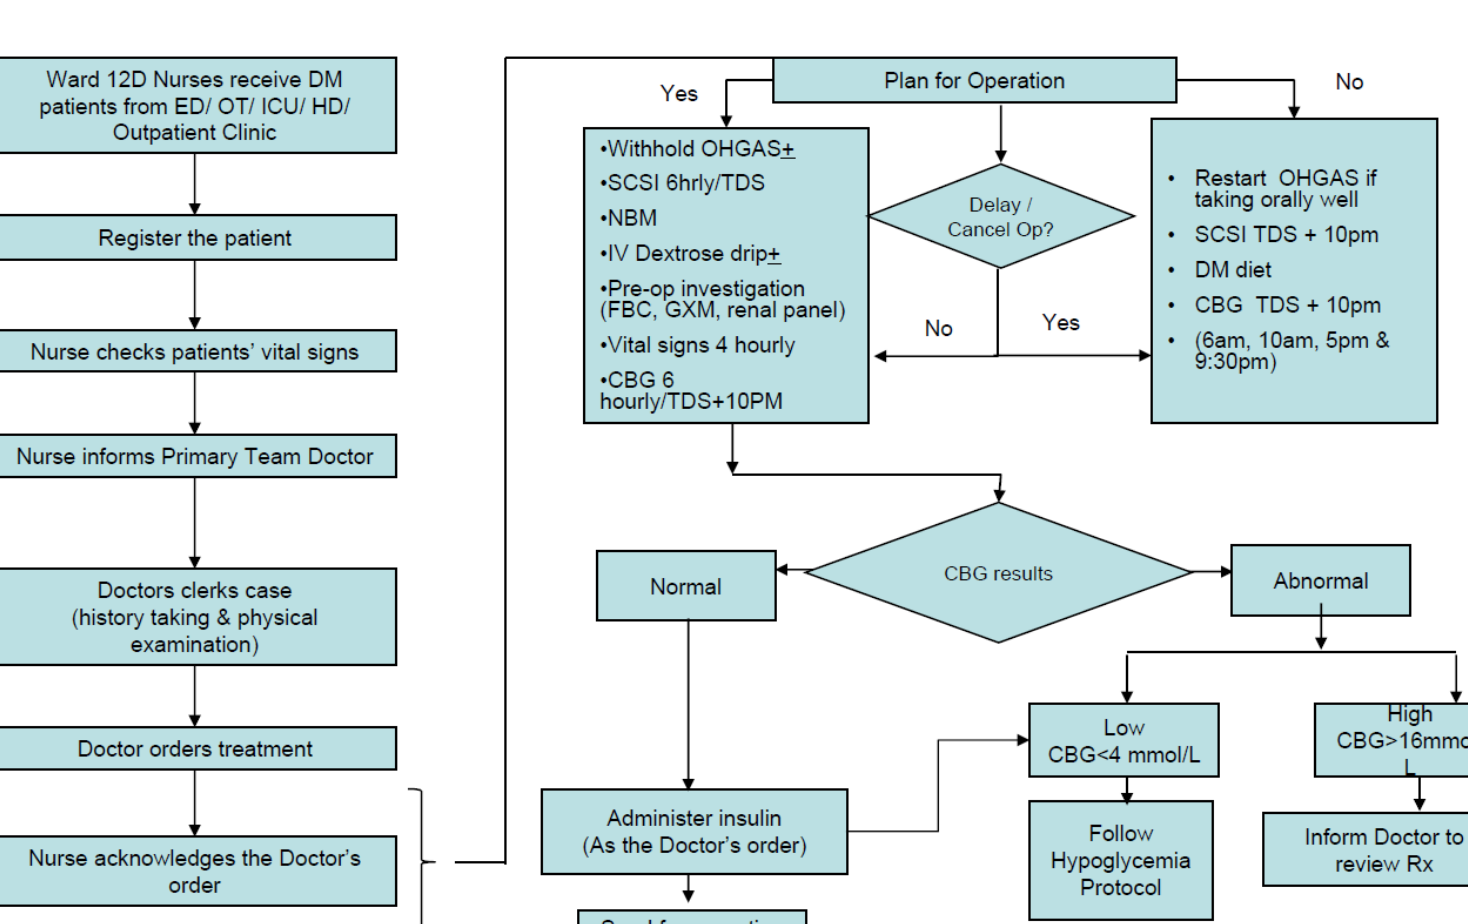 Ward 12D Nurses receive DM
patients from ED/ OT/ ICU/ HD/
Outpatient Clinic
Register the patient
Nurse checks patients' vital signs
Nurse informs Primary Team Doctor
Doctors clerks case
(history taking & physical
examination)
Doctor orders treatment
Nurse acknowledges the Doctor's
order
Plan for Operation
Yes
No
•Withhold OHGAS+
•SCSI 6hrly/TDS
•NBM
•IV Dextrose drip+
•Pre-op investigation
(FBC, GXM, renal panel)
•Vital signs 4 hourly
•CBG 6
hourly/TDS+10PM
Delay /
Cancel Op?
No
Yes
• Restart OHGAS if
taking orally well
• SCSI TDS + 10pm
• DM diet
• CBG TDS + 10pm
• (6am, 10am, 5pm &
9:30pm)
CBG results
Normal
Abnormal
Low
CBG<4 mmol/L
High
CBG>16mmo
L
Administer insulin
(As the Doctor's order)
Follow
Hypoglycemia
Protocol
Inform Doctor to
review Rx